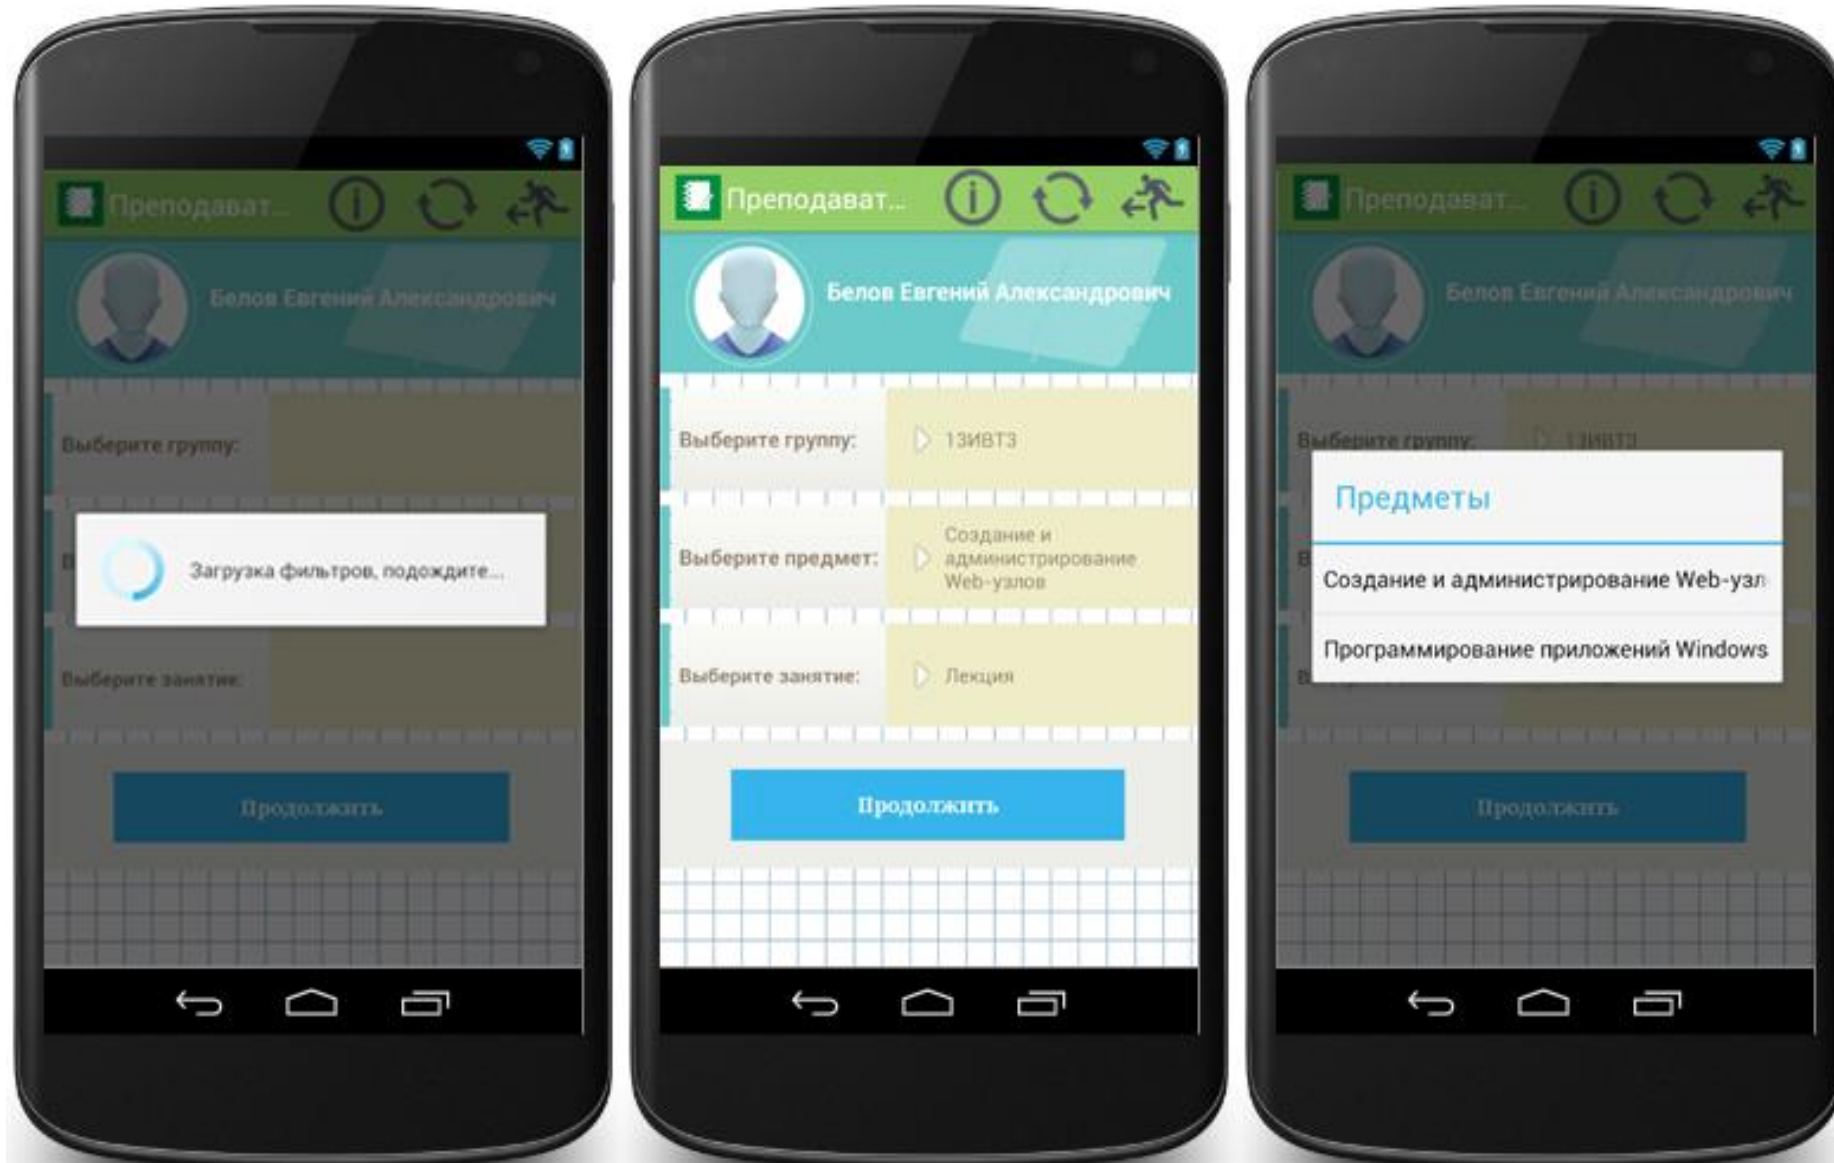 Преподават...
Белов Евгений Александрович
Выберите группу:
Загрузка фильтров, подождите...
Выберите занятие:
Продолжить
Преподават...
Белов Евгений Александрович
Выберите группу:
13ИВТ3
Выберите предмет:
Создание и
администрирование
Web-узлов
Выберите занятие:
Лекция
Продолжить
Преподават...
Белов Евгений Александрович
Выберите группу:
13ИВТ3
Предметы
Создание и администрирование Web-узл
Программирование приложений Windows
Продолжить